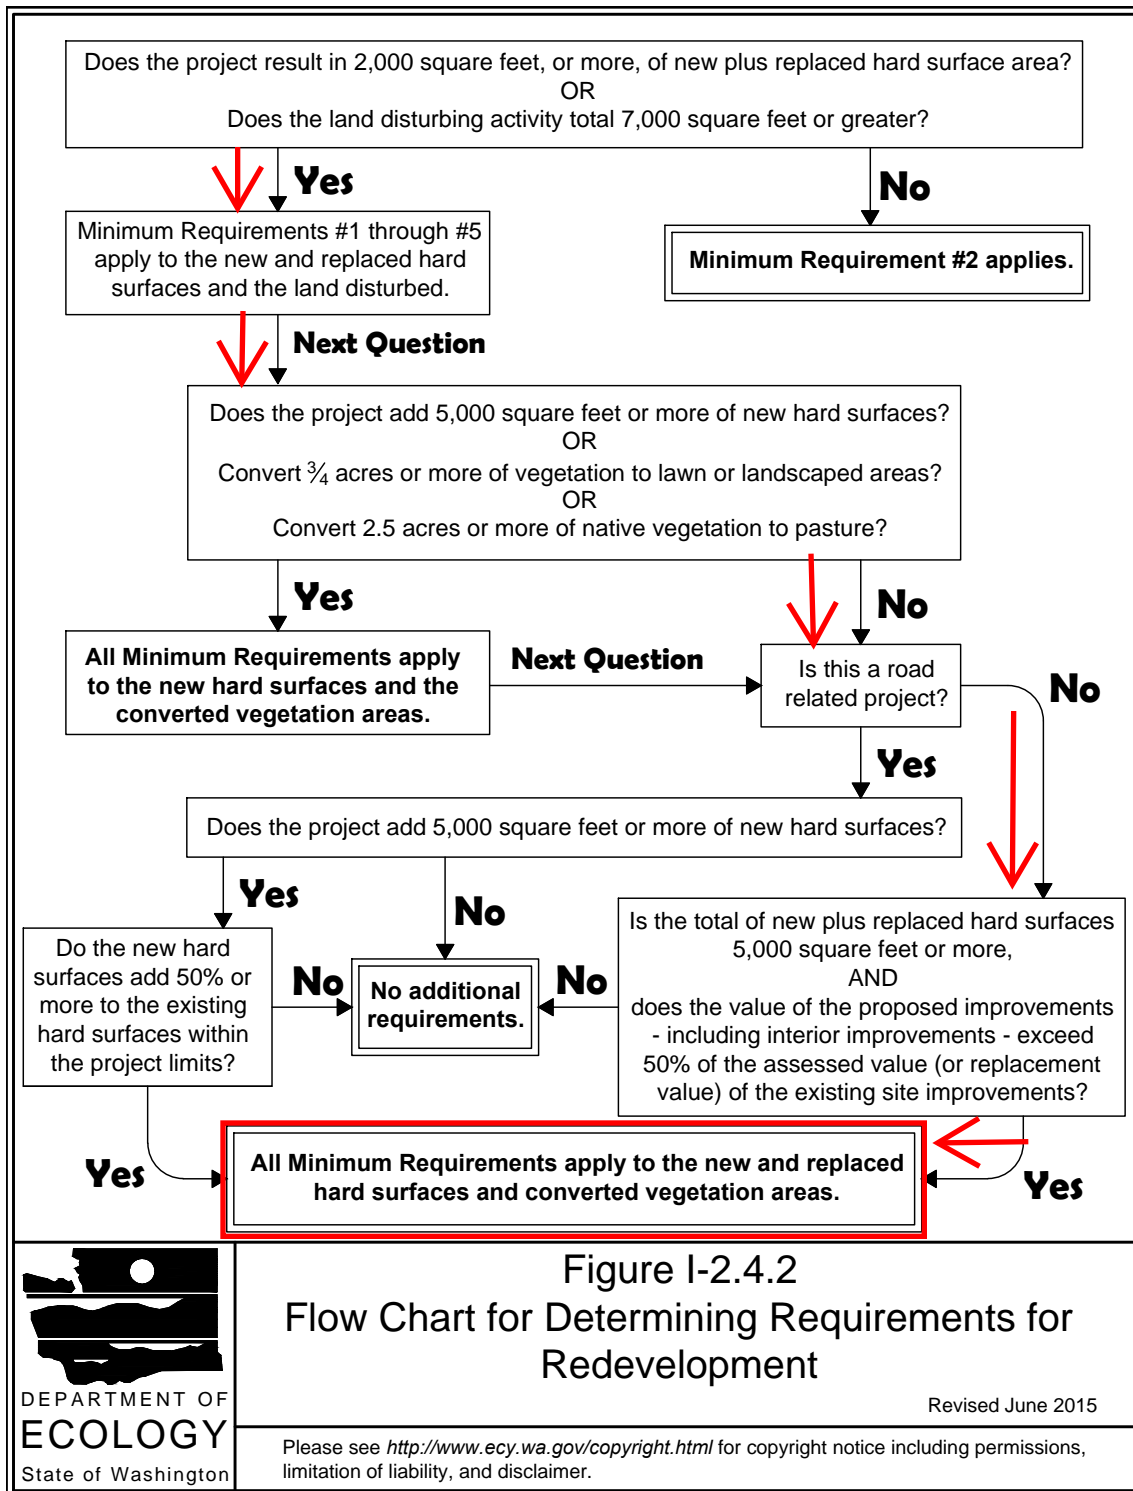 Does the project result in 2,000 square feet, or more, of new plus replaced hard surface area?
OR
Does the land disturbing activity total 7,000 square feet or greater?
Yes
No
Minimum Requirements #1 through #5
apply to the new and replaced hard
surfaces and the land disturbed.
Minimum Requirement #2 applies.
Next Question
Does the project add 5,000 square feet or more of new hard surfaces?
OR
Convert ¾ acres or more of vegetation to lawn or landscaped areas?
OR
Convert 2.5 acres or more of native vegetation to pasture?
Yes
No
All Minimum Requirements apply
to the new hard surfaces and the
converted vegetation areas.
Next Question
Is this a road
related project?
No
Yes
Does the project add 5,000 square feet or more of new hard surfaces?
Yes
No
Do the new hard
surfaces add 50% or
more to the existing
hard surfaces within
the project limits?
No
No additional
requirements.
No
Is the total of new plus replaced hard surfaces
5,000 square feet or more,
AND
does the value of the proposed improvements
- including interior improvements - exceed
50% of the assessed value (or replacement
value) of the existing site improvements?
Yes
All Minimum Requirements apply to the new and replaced
hard surfaces and converted vegetation areas.
Yes
DEPARTMENT OF
ECOLOGY
State of Washington
Figure I-2.4.2
Flow Chart for Determining Requirements for
Redevelopment
Revised June 2015
Please see http://www.ecy.wa.gov/copyright.html for copyright notice including permissions,
limitation of liability, and disclaimer.